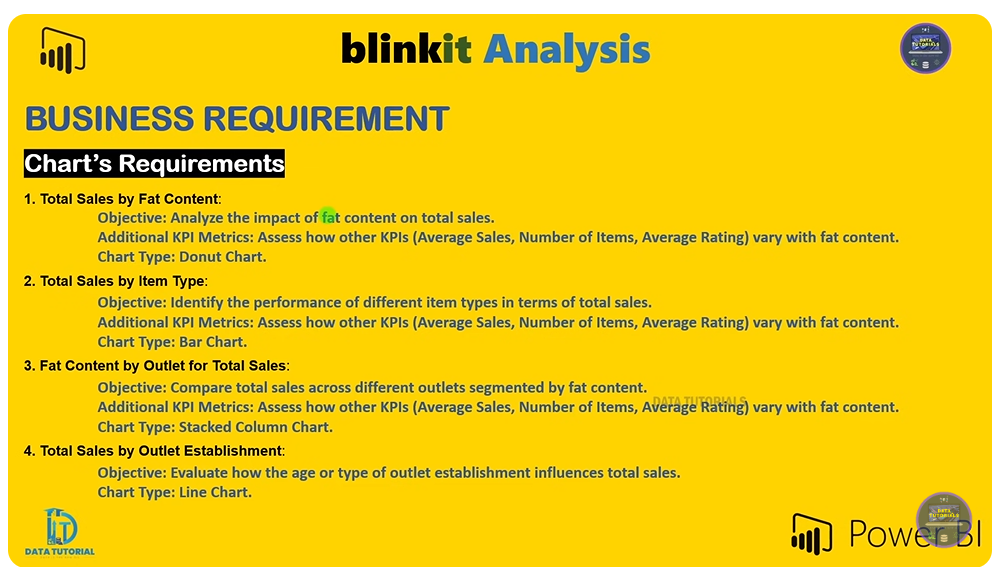 blinkit Analysis
DATA
TUTORIALS
BUSINESS REQUIREMENT
Chart's Requirements
1. Total Sales by Fat Content:
Objective: Analyze the impact of fat content on total sales.
Additional KPI Metrics: Assess how other KPIs (Average Sales, Number of Items, Average Rating) vary with fat content.
Chart Type: Donut Chart.
2. Total Sales by Item Type:
Objective: Identify the performance of different item types in terms of total sales.
Additional KPI Metrics: Assess how other KPIs (Average Sales, Number of Items, Average Rating) vary with fat content.
Chart Type: Bar Chart.
3. Fat Content by Outlet for Total Sales:
Objective: Compare total sales across different outlets segmented by fat content.
DATA TUTORIALS
Additional KPI Metrics: Assess how other KPIs (Average Sales, Number of Items, Average Rating) vary with fat content.
Chart Type: Stacked Column Chart.
4. Total Sales by Outlet Establishment:
Objective: Evaluate how the age or type of outlet establishment influences total sales.
Chart Type: Line Chart.
DATA TUTORIAL
DATA
TUTORIALS
Power BI